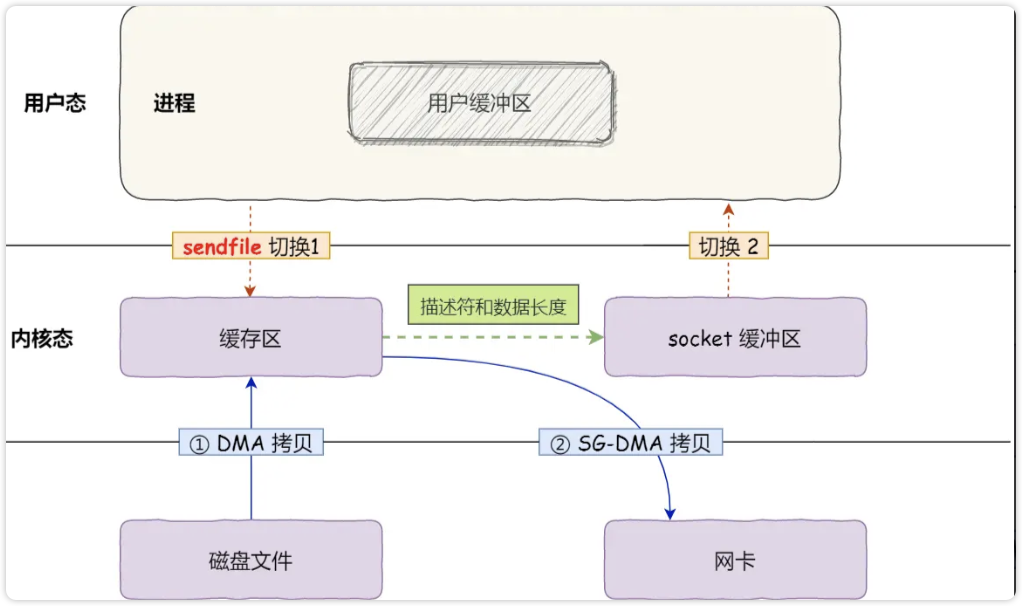 用户态
进程
用户缓冲区
sendfile 切换1
切换 2
内核态
缓存区
描述符和数据长度
socket 缓冲区
① DMA 拷贝
② SG-DMA 拷贝
磁盘文件
网卡